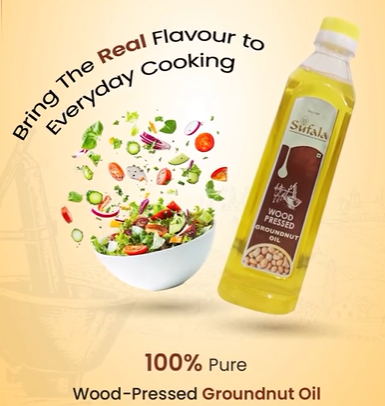 Bring The Real Flavour to
Everyday Cooking
Sufala
WOOD
PRESSED
GROUNDNUT
OIL
100% Pure
Wood-Pressed Groundnut Oil